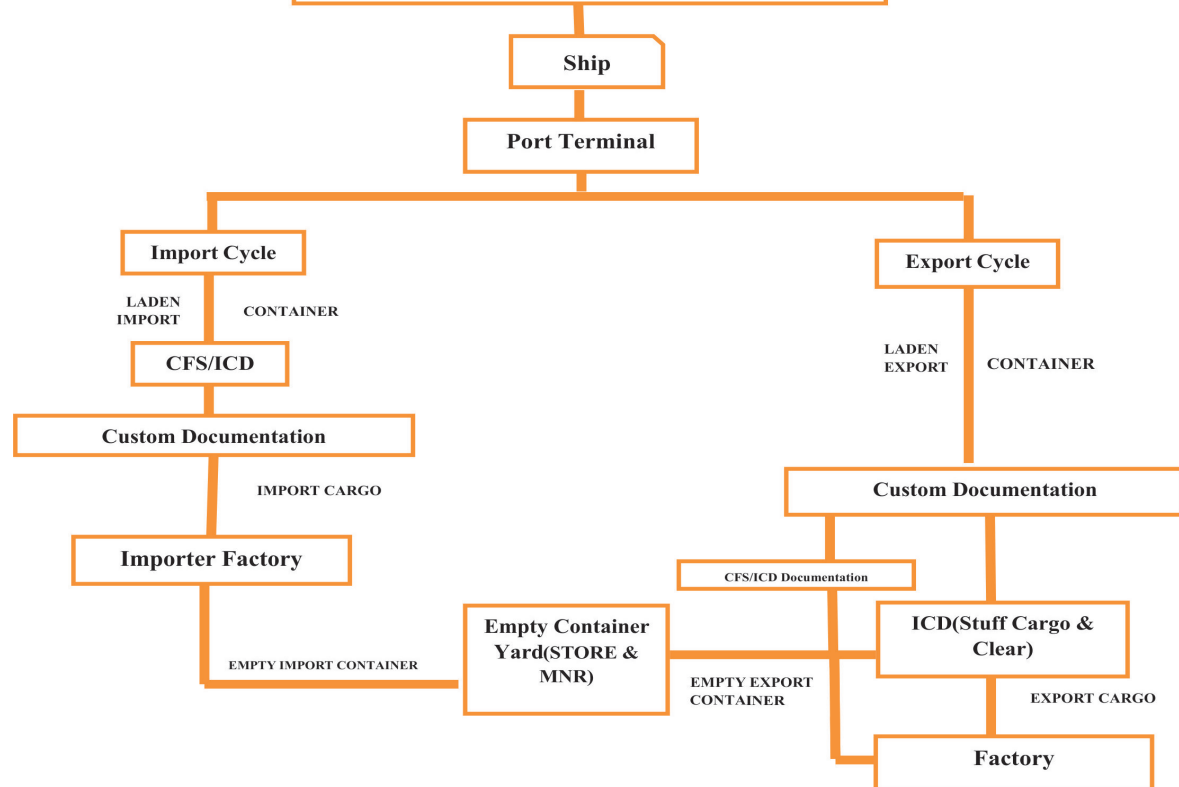 Ship
Port Terminal
Import Cycle
Export Cycle
LADEN
IMPORT
CONTAINER
LADEN
EXPORT
CONTAINER
CFS/ICD
Custom Documentation
IMPORT CARGO
Custom Documentation
Importer Factory
CFS/ICD Documentation
Empty Container
Yard(STORE &
MNR)
ICD(Stuff Cargo &
Clear)
EMPTY IMPORT CONTAINER
EMPTY EXPORT
CONTAINER
EXPORT CARGO
Factory